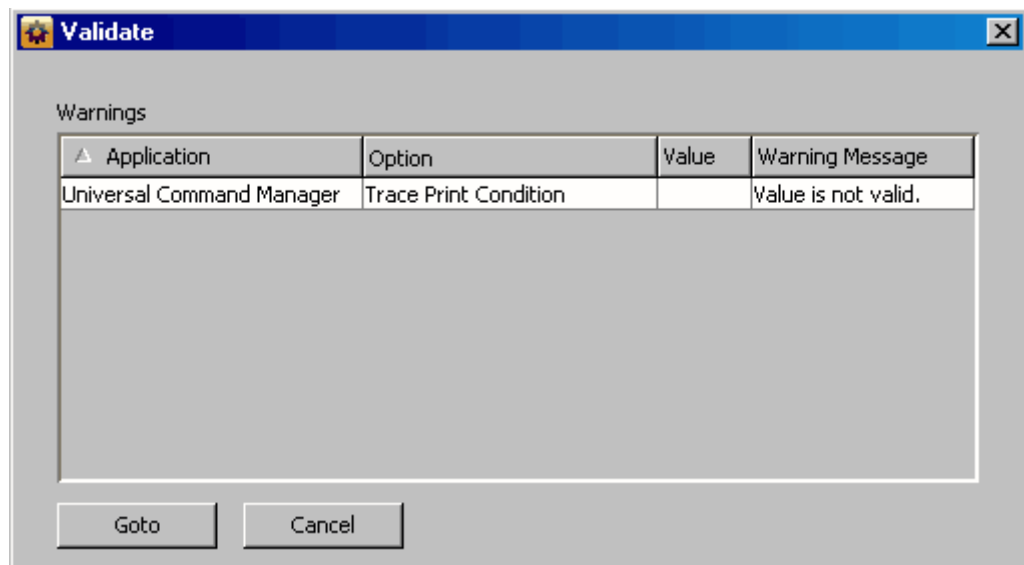 Validate
Warnings
Application Option Value Warning Message
Universal Command Manager Trace Print Condition Value is not valid.
Goto Cancel